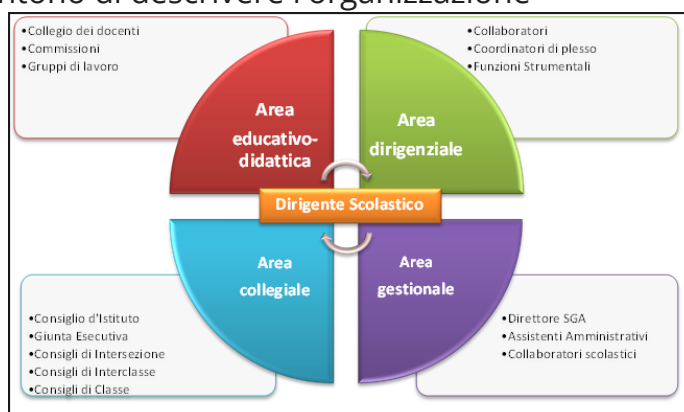 l'organizzazione
•Collegio dei docenti
•Commissioni
•Gruppi di lavoro
•Collaboratori
•Coordinatori di plesso
•Funzioni Strumentali
Area
educativo-
didattica
Area
dirigenziale
Dirigente Scolastico
Area
collegiale
Area
gestionale
•Consiglio d'Istituto
•Giunta Esecutiva
•Consigli di Intersezione
•Consigli di Interclasse
•Consigli di Classe
•Direttore SGA
•Assistenti Amministrativi
•Collaboratori scolastici